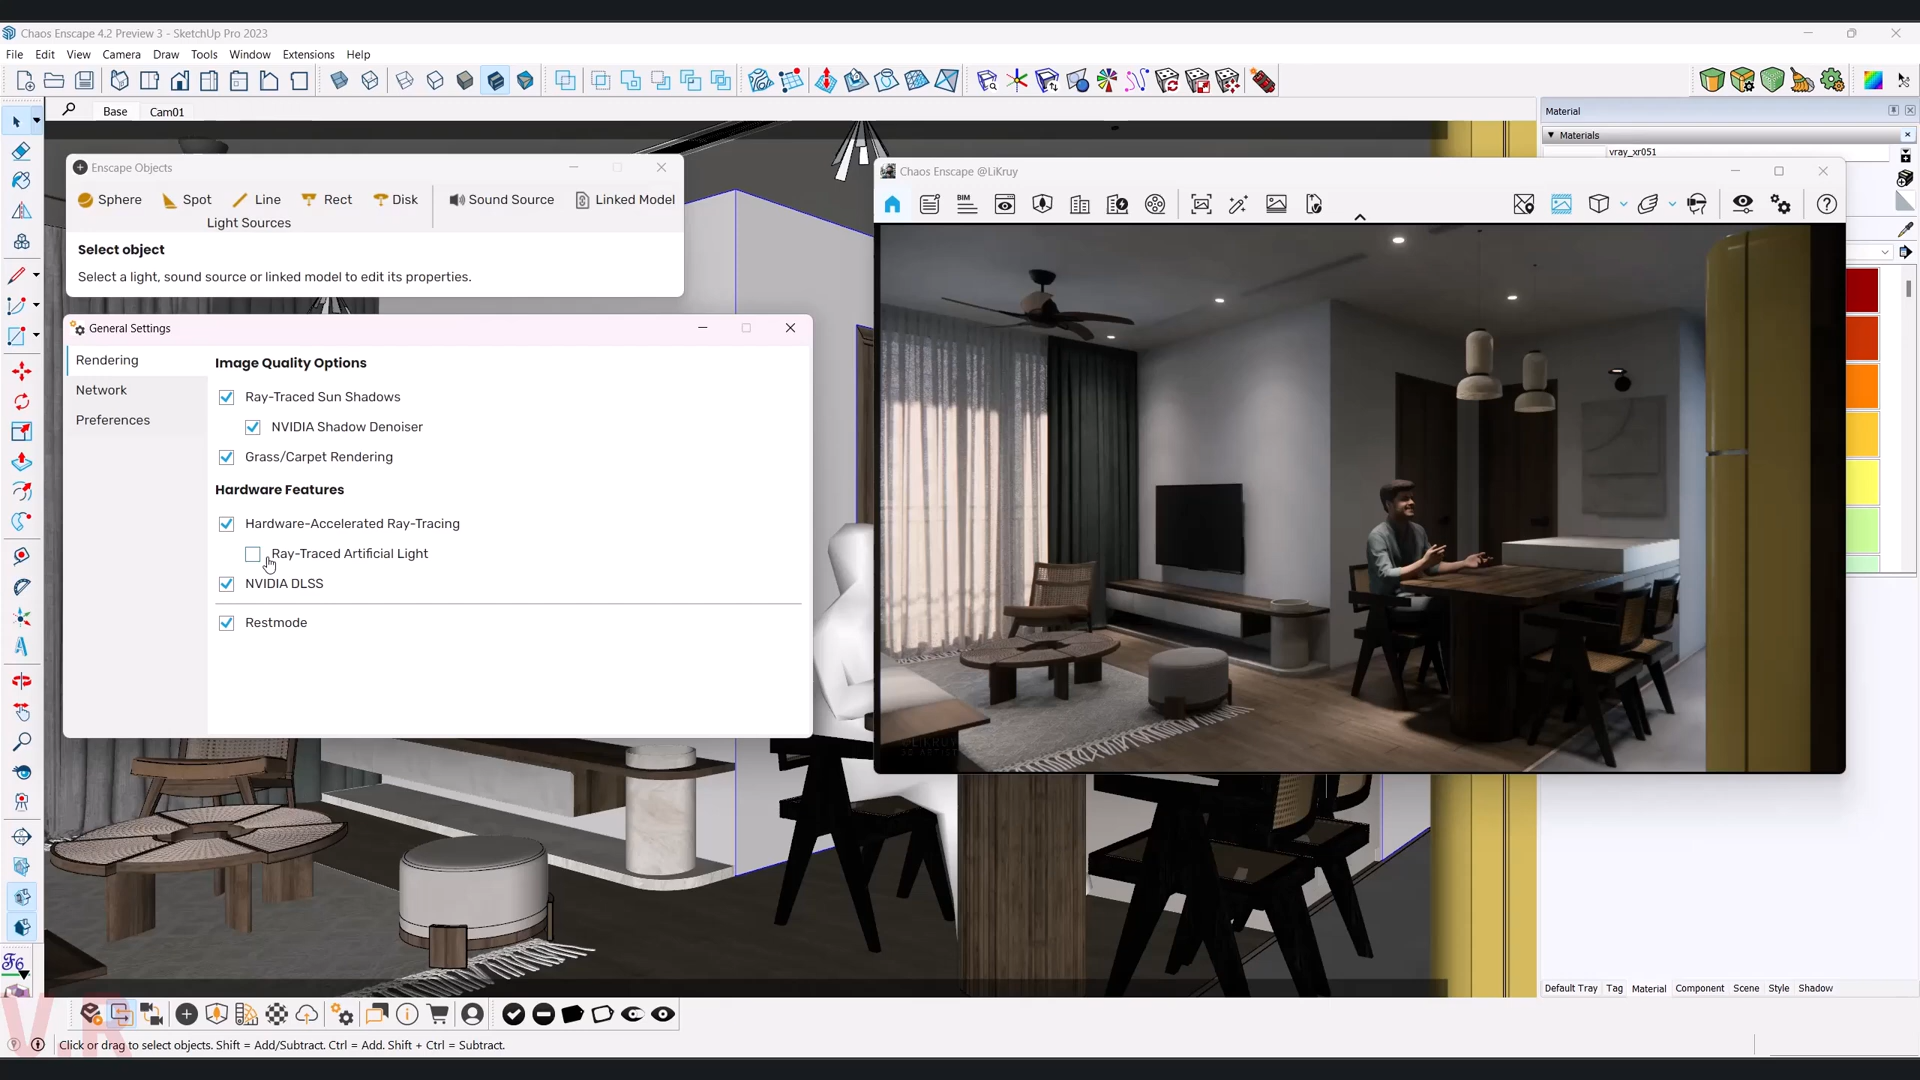 Chaos Enscape 4.2 Preview 3 - SketchUp Pro 2023
File Edit View Camera Draw Tools Window Extensions Help
Base Cam01
Material
Materials
vray_xr051
Enscape Objects
Sphere Spot Line Rect Disk Sound Source Linked Model
Light Sources
Select object
Select a light, sound source or linked model to edit its properties.
Chaos Enscape @LiKruy
BIM
General Settings
Rendering
Network
Preferences
Image Quality Options
Ray-Traced Sun Shadows
NVIDIA Shadow Denoiser
Grass/Carpet Rendering
Hardware Features
Hardware-Accelerated Ray-Tracing
Ray-Traced Artificial Light
NVIDIA DLSS
Restmode
Default Tray Tag Material Component Scene Style Shadow
Click or drag to select objects. Shift = Add/Subtract. Ctrl = Add. Shift + Ctrl = Subtract.